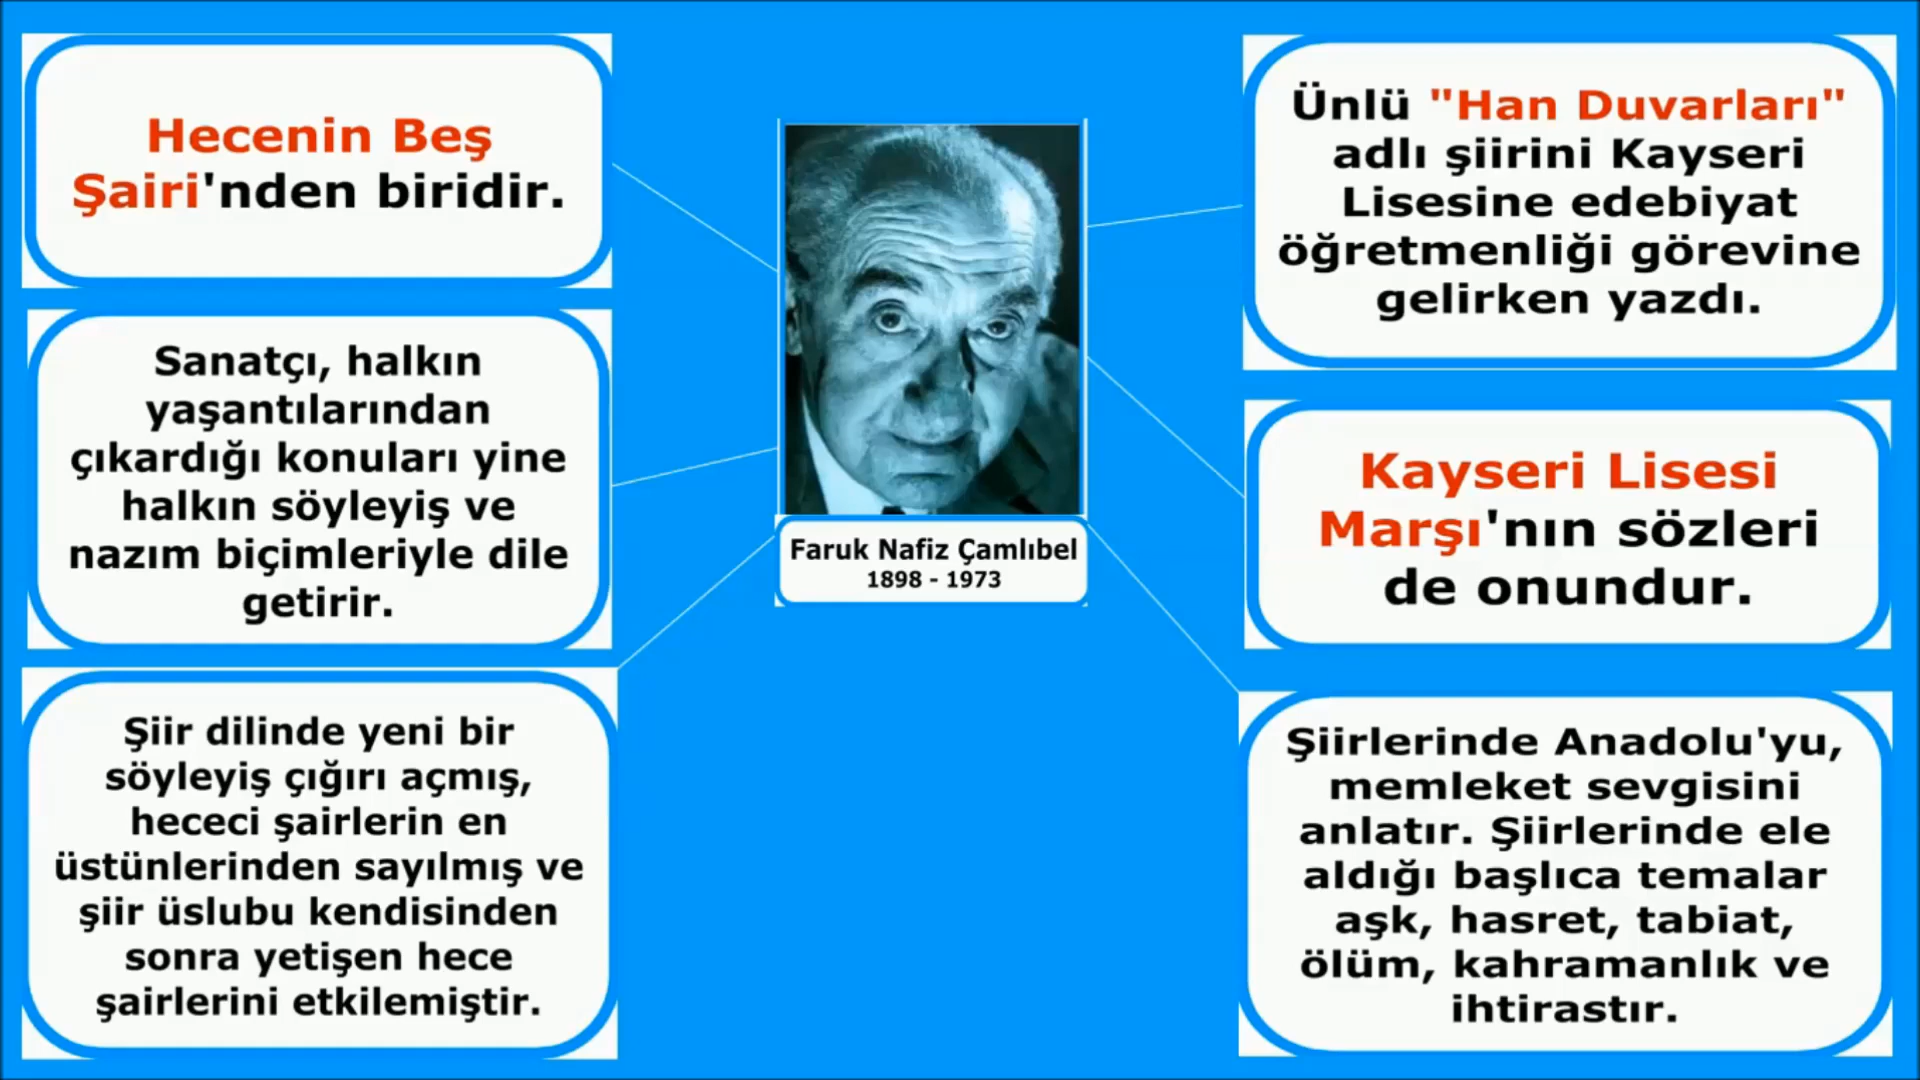 Hecenin Beş
Şairi'nden biridir.
Sanatçı, halkın
yaşantılarından
çıkardığı konuları yine
halkın söyleyiş ve
nazım biçimleriyle dile
getirir.
Şiir dilinde yeni bir
söyleyiş çığırı açmış,
hececi şairlerin en
üstünlerinden sayılmış ve
şiir üslubu kendisinden
sonra yetişen hece
şairlerini etkilemiştir.
Faruk Nafiz Çamlıbel
1898 - 1973
Ünlü "Han Duvarları"
adlı şiirini Kayseri
Lisesine edebiyat
öğretmenliği görevine
gelirken yazdı.
Kayseri Lisesi
Marşı'nın sözleri
de onundur.
Şiirlerinde Anadolu'yu,
memleket sevgisini
anlatır. Şiirlerinde ele
aldığı başlıca temalar
aşk, hasret, tabiat,
ölüm, kahramanlık ve
ihtirastır.